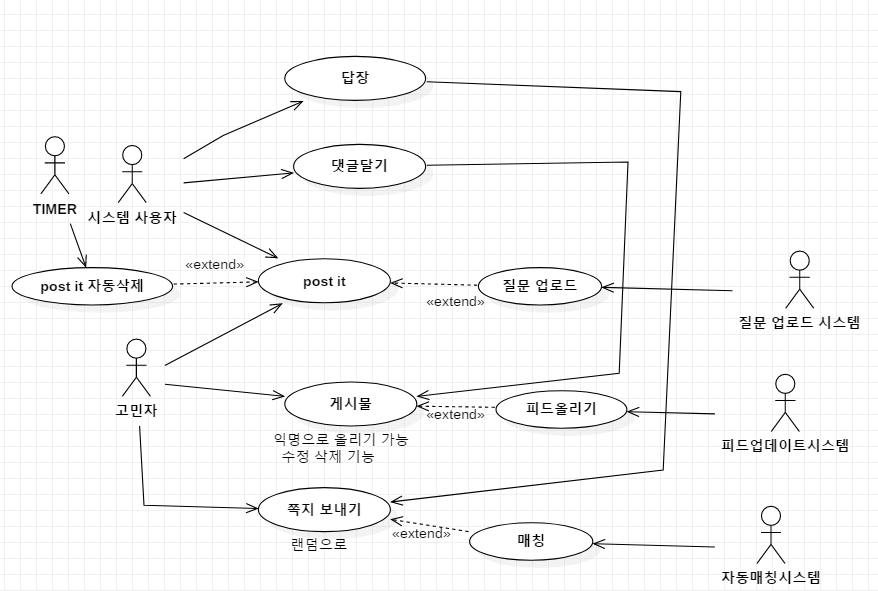 답장
댓글달기
TIMER
시스템 사용자
«extend»
post it 자동삭제
post it
질문 업로드
«extend»
질문 업로드 시스템
고민자
게시물
피드올리기
«extend»
익명으로 올리기 가능
수정 삭제 기능
피드업데이트시스템
쪽지 보내기
랜덤으로
«extend»
매칭
자동매칭시스템